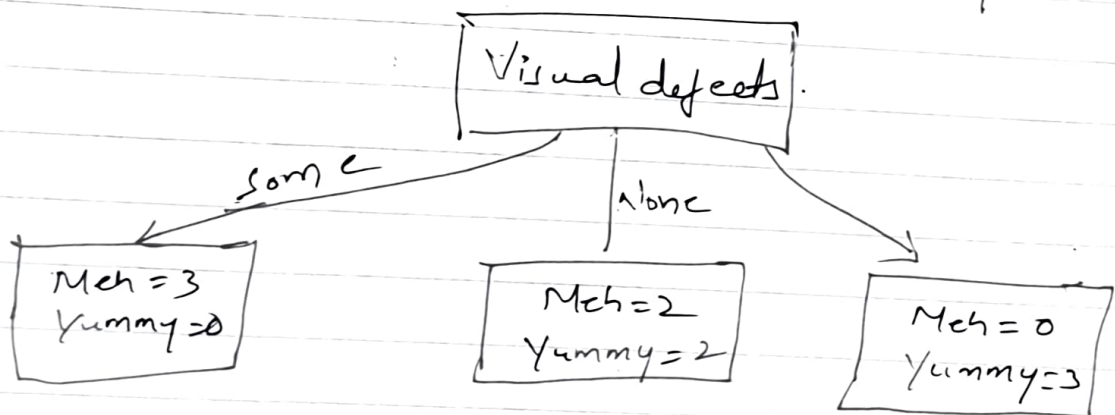 Visual defects.
some
None
Meh = 3
Yummy = 0
Meh = 2
Yummy = 2
Meh = 0
Yummy = 3